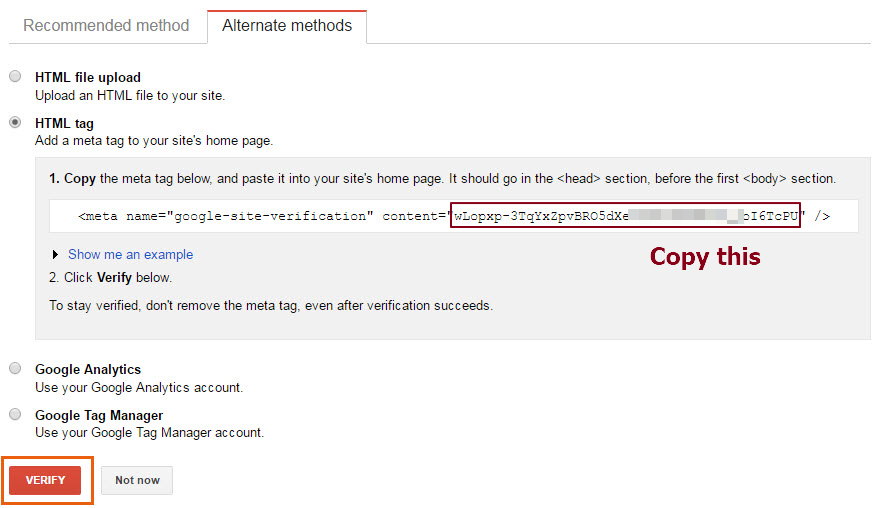 Recommended method
Alternate methods
HTML file upload
Upload an HTML file to your site.
HTML tag
Add a meta tag to your site's home page.
1. Copy the meta tag below, and paste it into your site's home page. It should go in the <head> section, before the first <body> section.
<meta name="google-site-verification" content="wLopxp-3TqYxZpvBRO5dXe oI6TcPU" />
Copy this
Show me an example
2. Click Verify below.
To stay verified, don't remove the meta tag, even after verification succeeds.
Google Analytics
Use your Google Analytics account.
Google Tag Manager
Use your Google Tag Manager account.
VERIFY
Not now